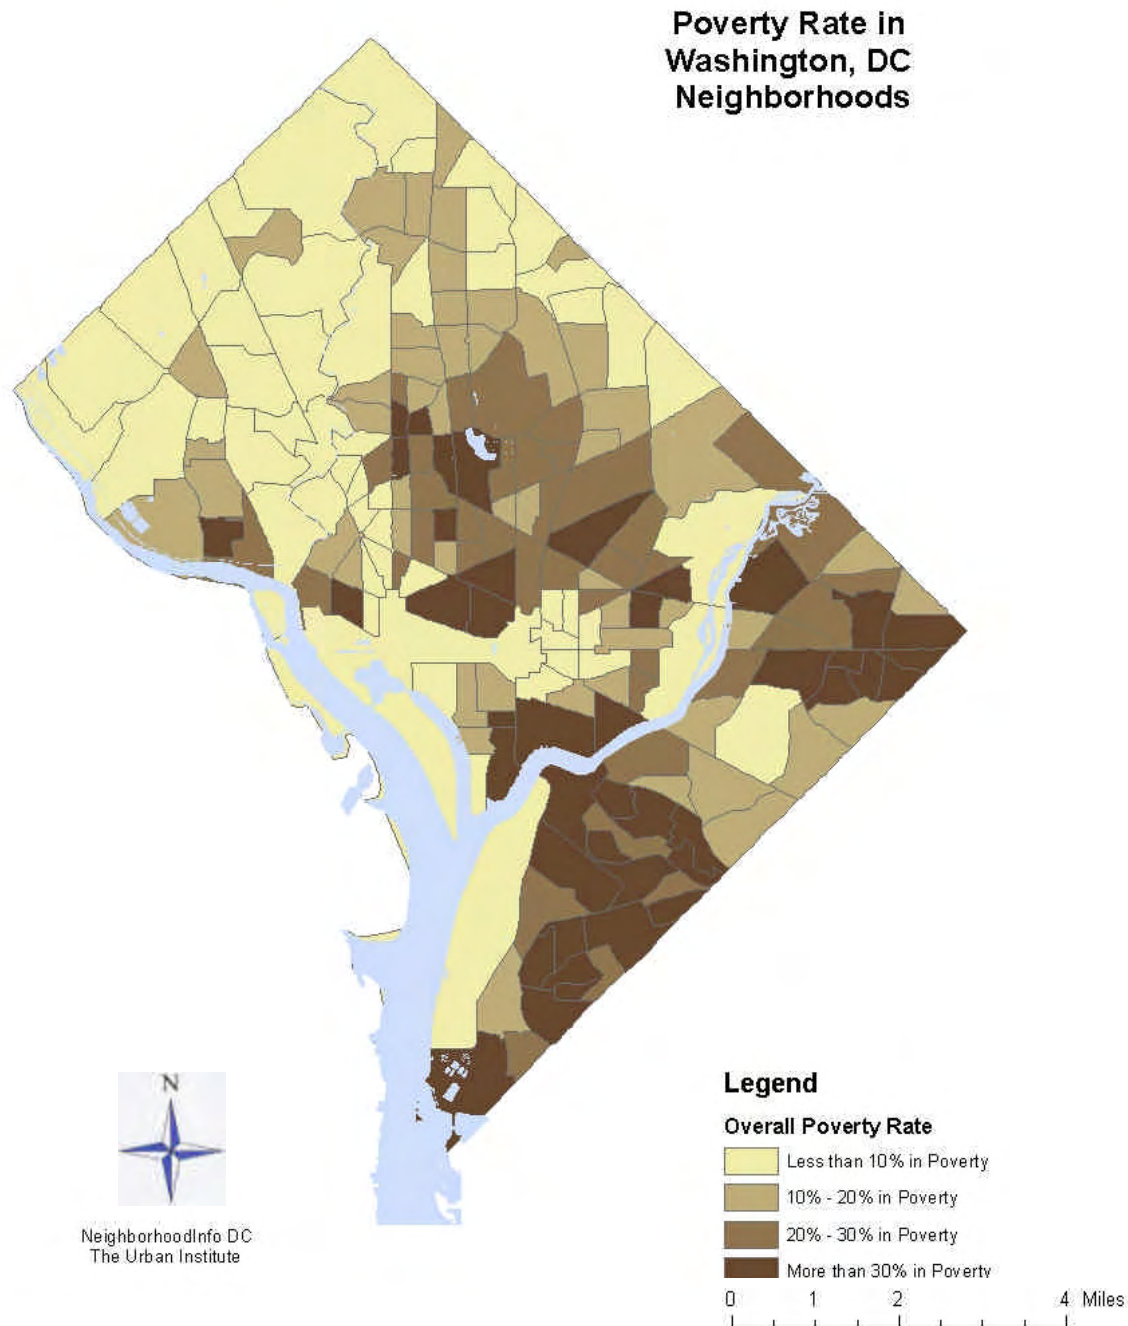 Poverty Rate in
Washington, DC
Neighborhoods
N
NeighborhoodInfo DC
The Urban Institute
Legend
Overall Poverty Rate
Less than 10% in Poverty
10% - 20% in Poverty
20% - 30% in Poverty
More than 30% in Poverty
0 1 2 4 Miles